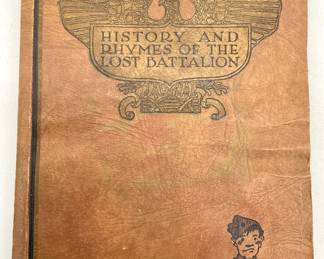 HISTORY AND
RHYMES OF THE
LOST BATTALION